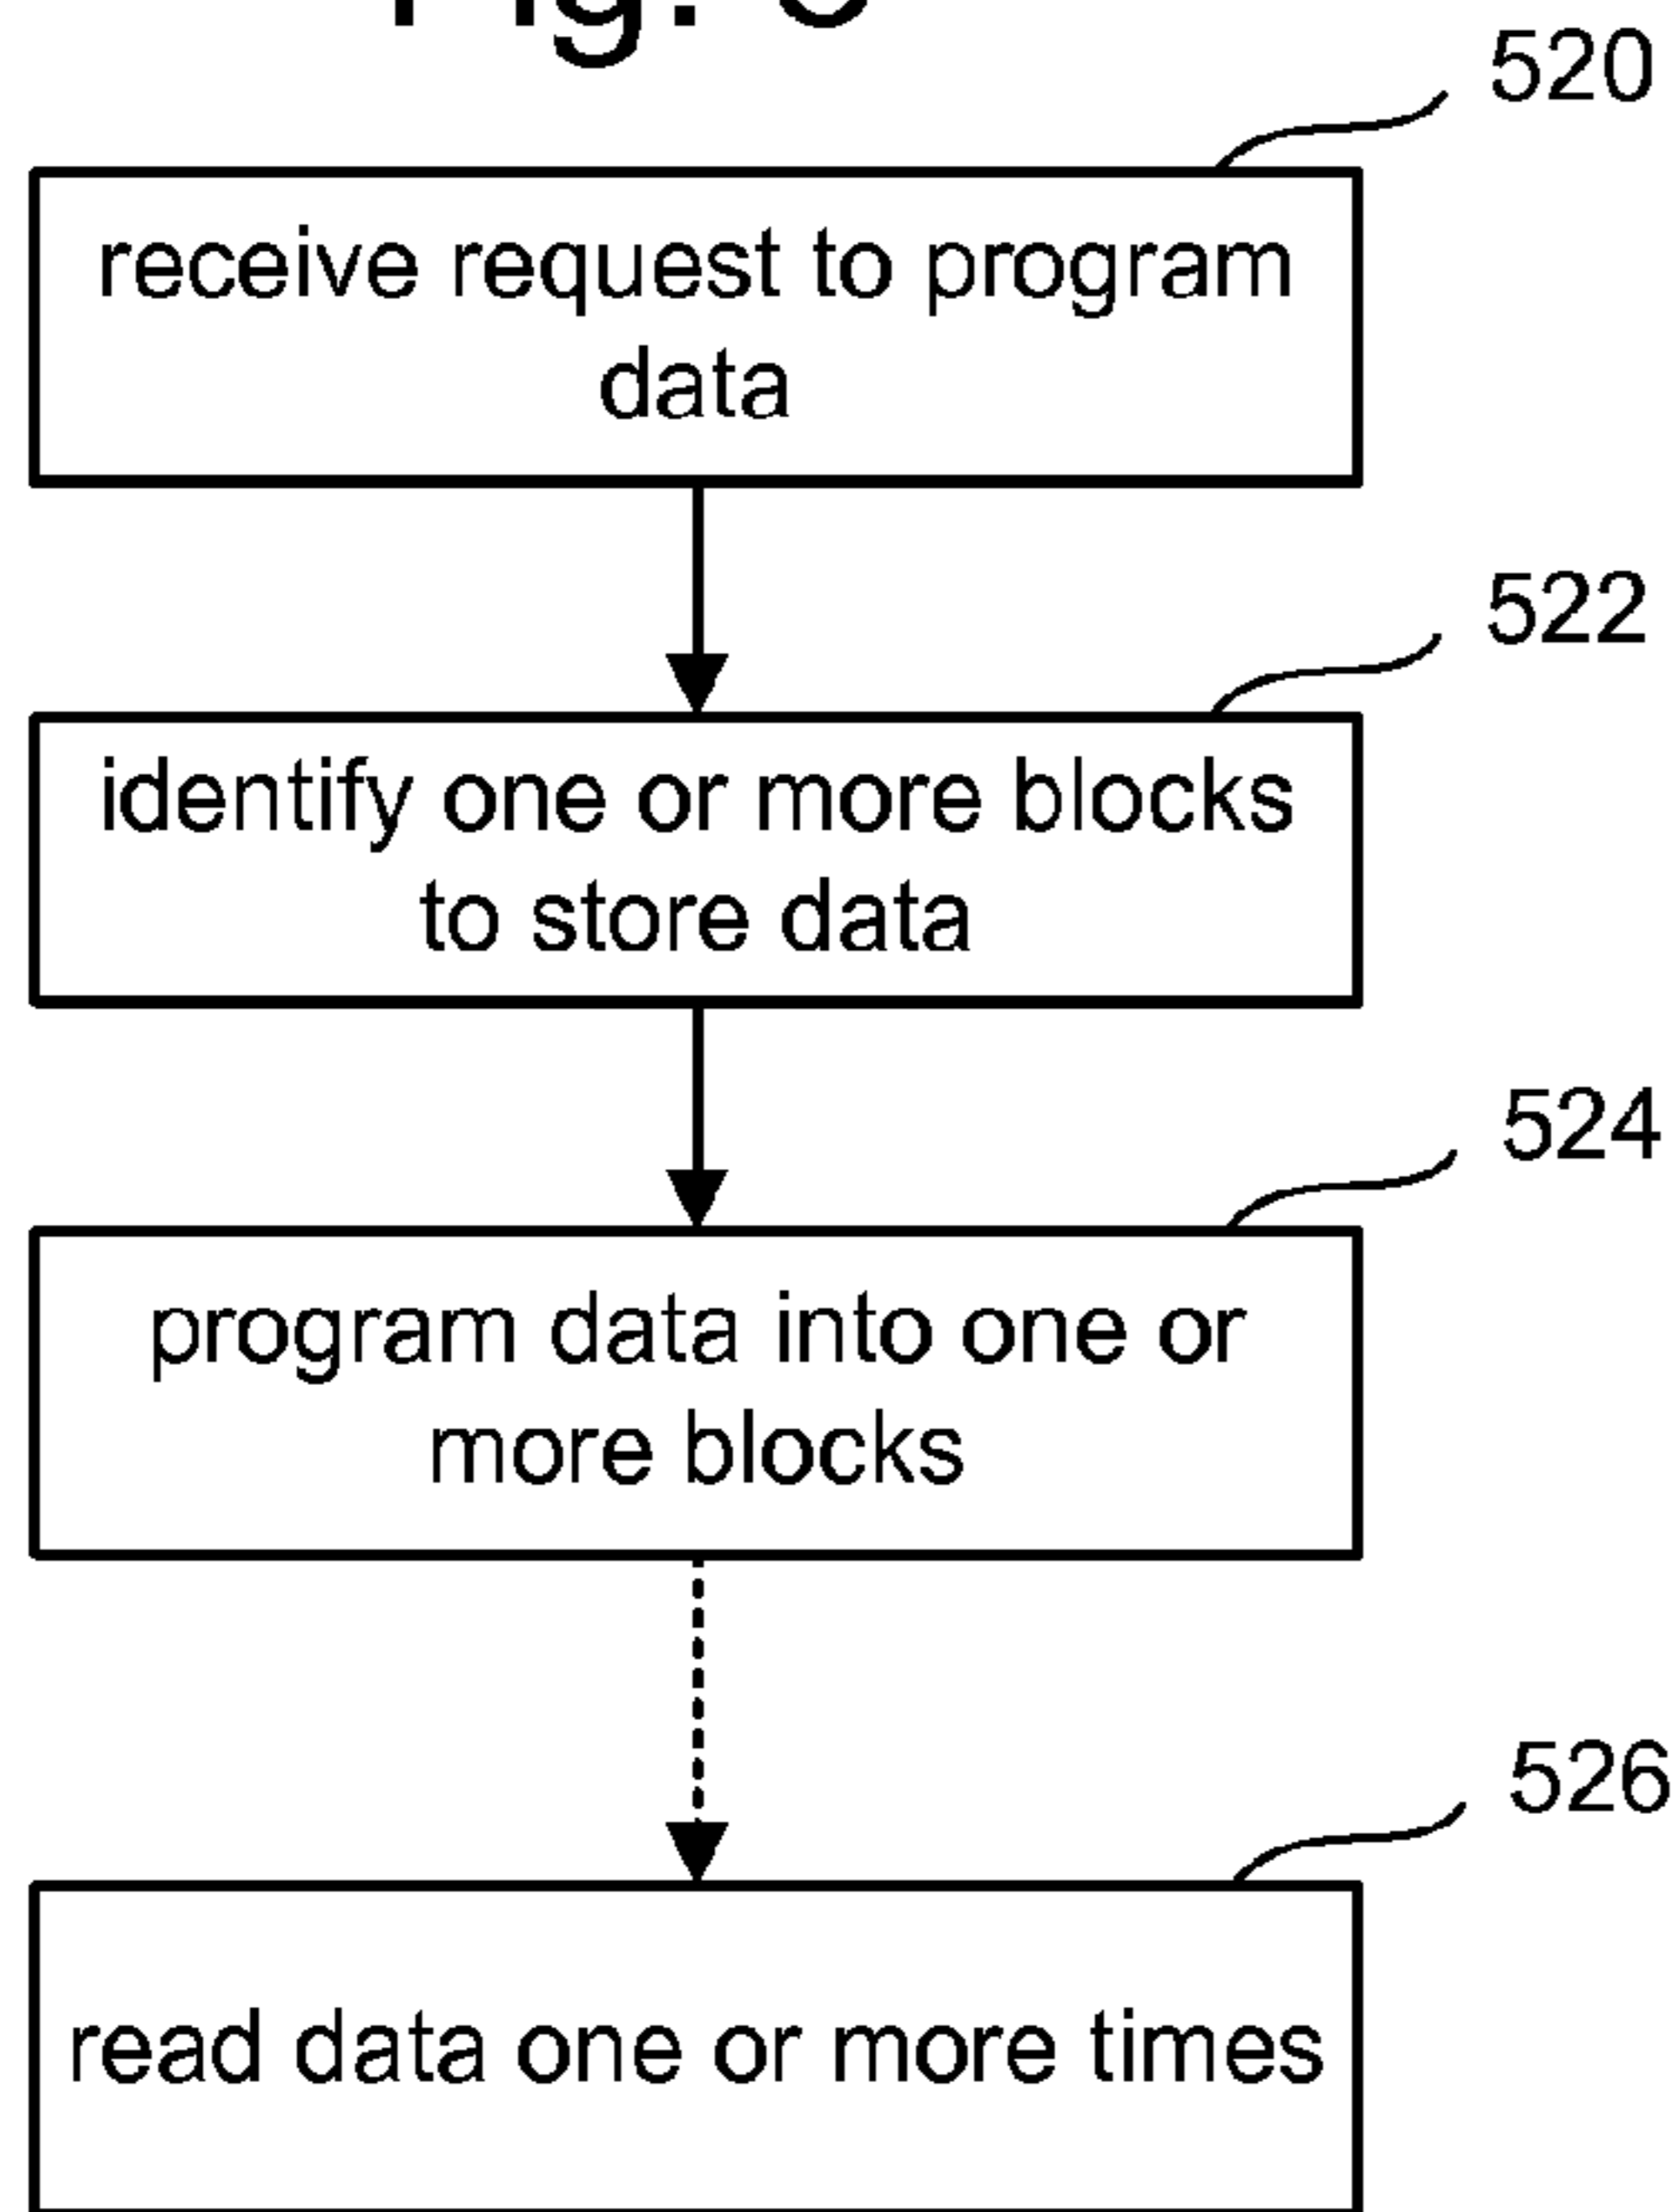 Fig.
520
receive request to program
data
522
identify one or more blocks
to store data
524
program data into one or
more blocks
526
read data one or more times